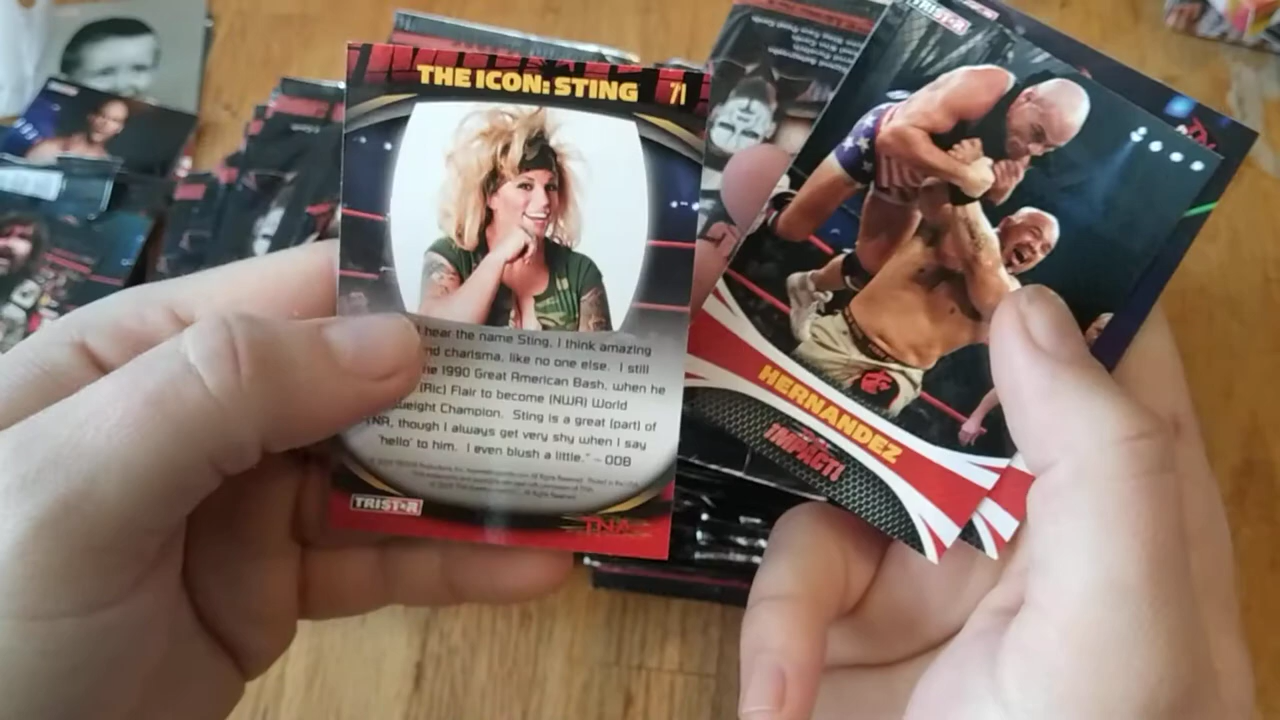 THE ICON: STING 71
hear the name Sting, I think amazing
nd charisma, like no one else. I still
he 1990 Great American Bash, when he
(Ric) Flair to become (NWA) World
weight Champion. Sting is a great (part) of
TNA, though I always get very shy when I say
"hello" to him. I even blush a little." – ODB
TRISTAR
TNA
TRISTAR
HERNANDEZ
IMPACT!